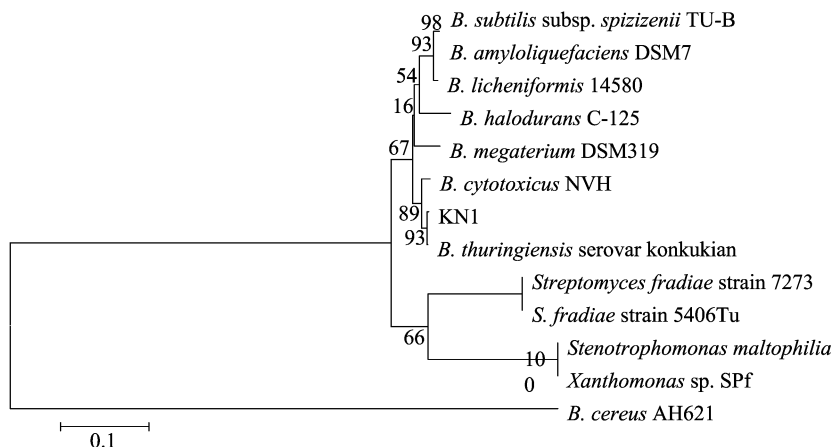 98
B. subtilis subsp. spizizenii TU-B
93
B. amyloliquefaciens DSM7
54
B. licheniformis 14580
16
B. halodurans C-125
67
B. megaterium DSM319
B. cytotoxicus NVH
89
KN1
93
B. thuringiensis serovar konkukian
Streptomyces fradiae strain 7273
S. fradiae strain 5406Tu
66
Stenotrophomonas maltophilia
10
0
Xanthomonas sp. SPf
B. cereus AH621
0.1